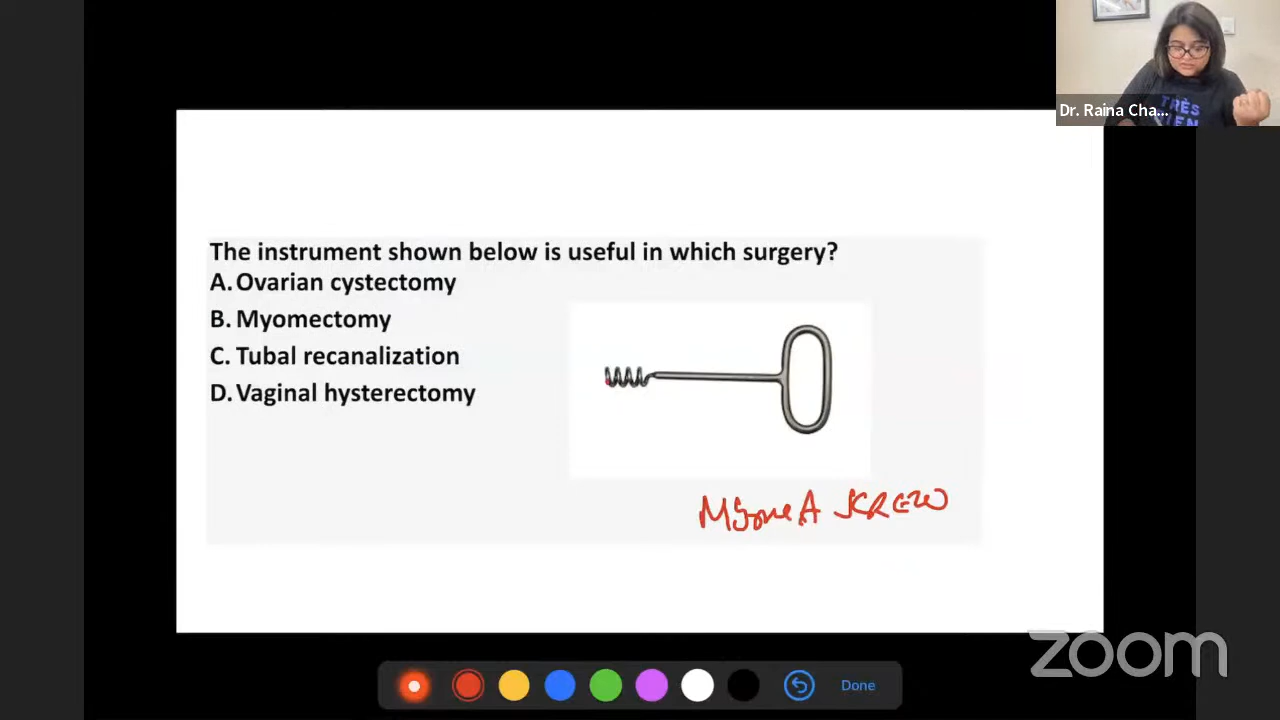 Dr. Raina Cha...
TRÈS
The instrument shown below is useful in which surgery?
A. Ovarian cystectomy
B. Myomectomy
C. Tubal recanalization
D. Vaginal hysterectomy
MyomA SCREW
zoom
Done